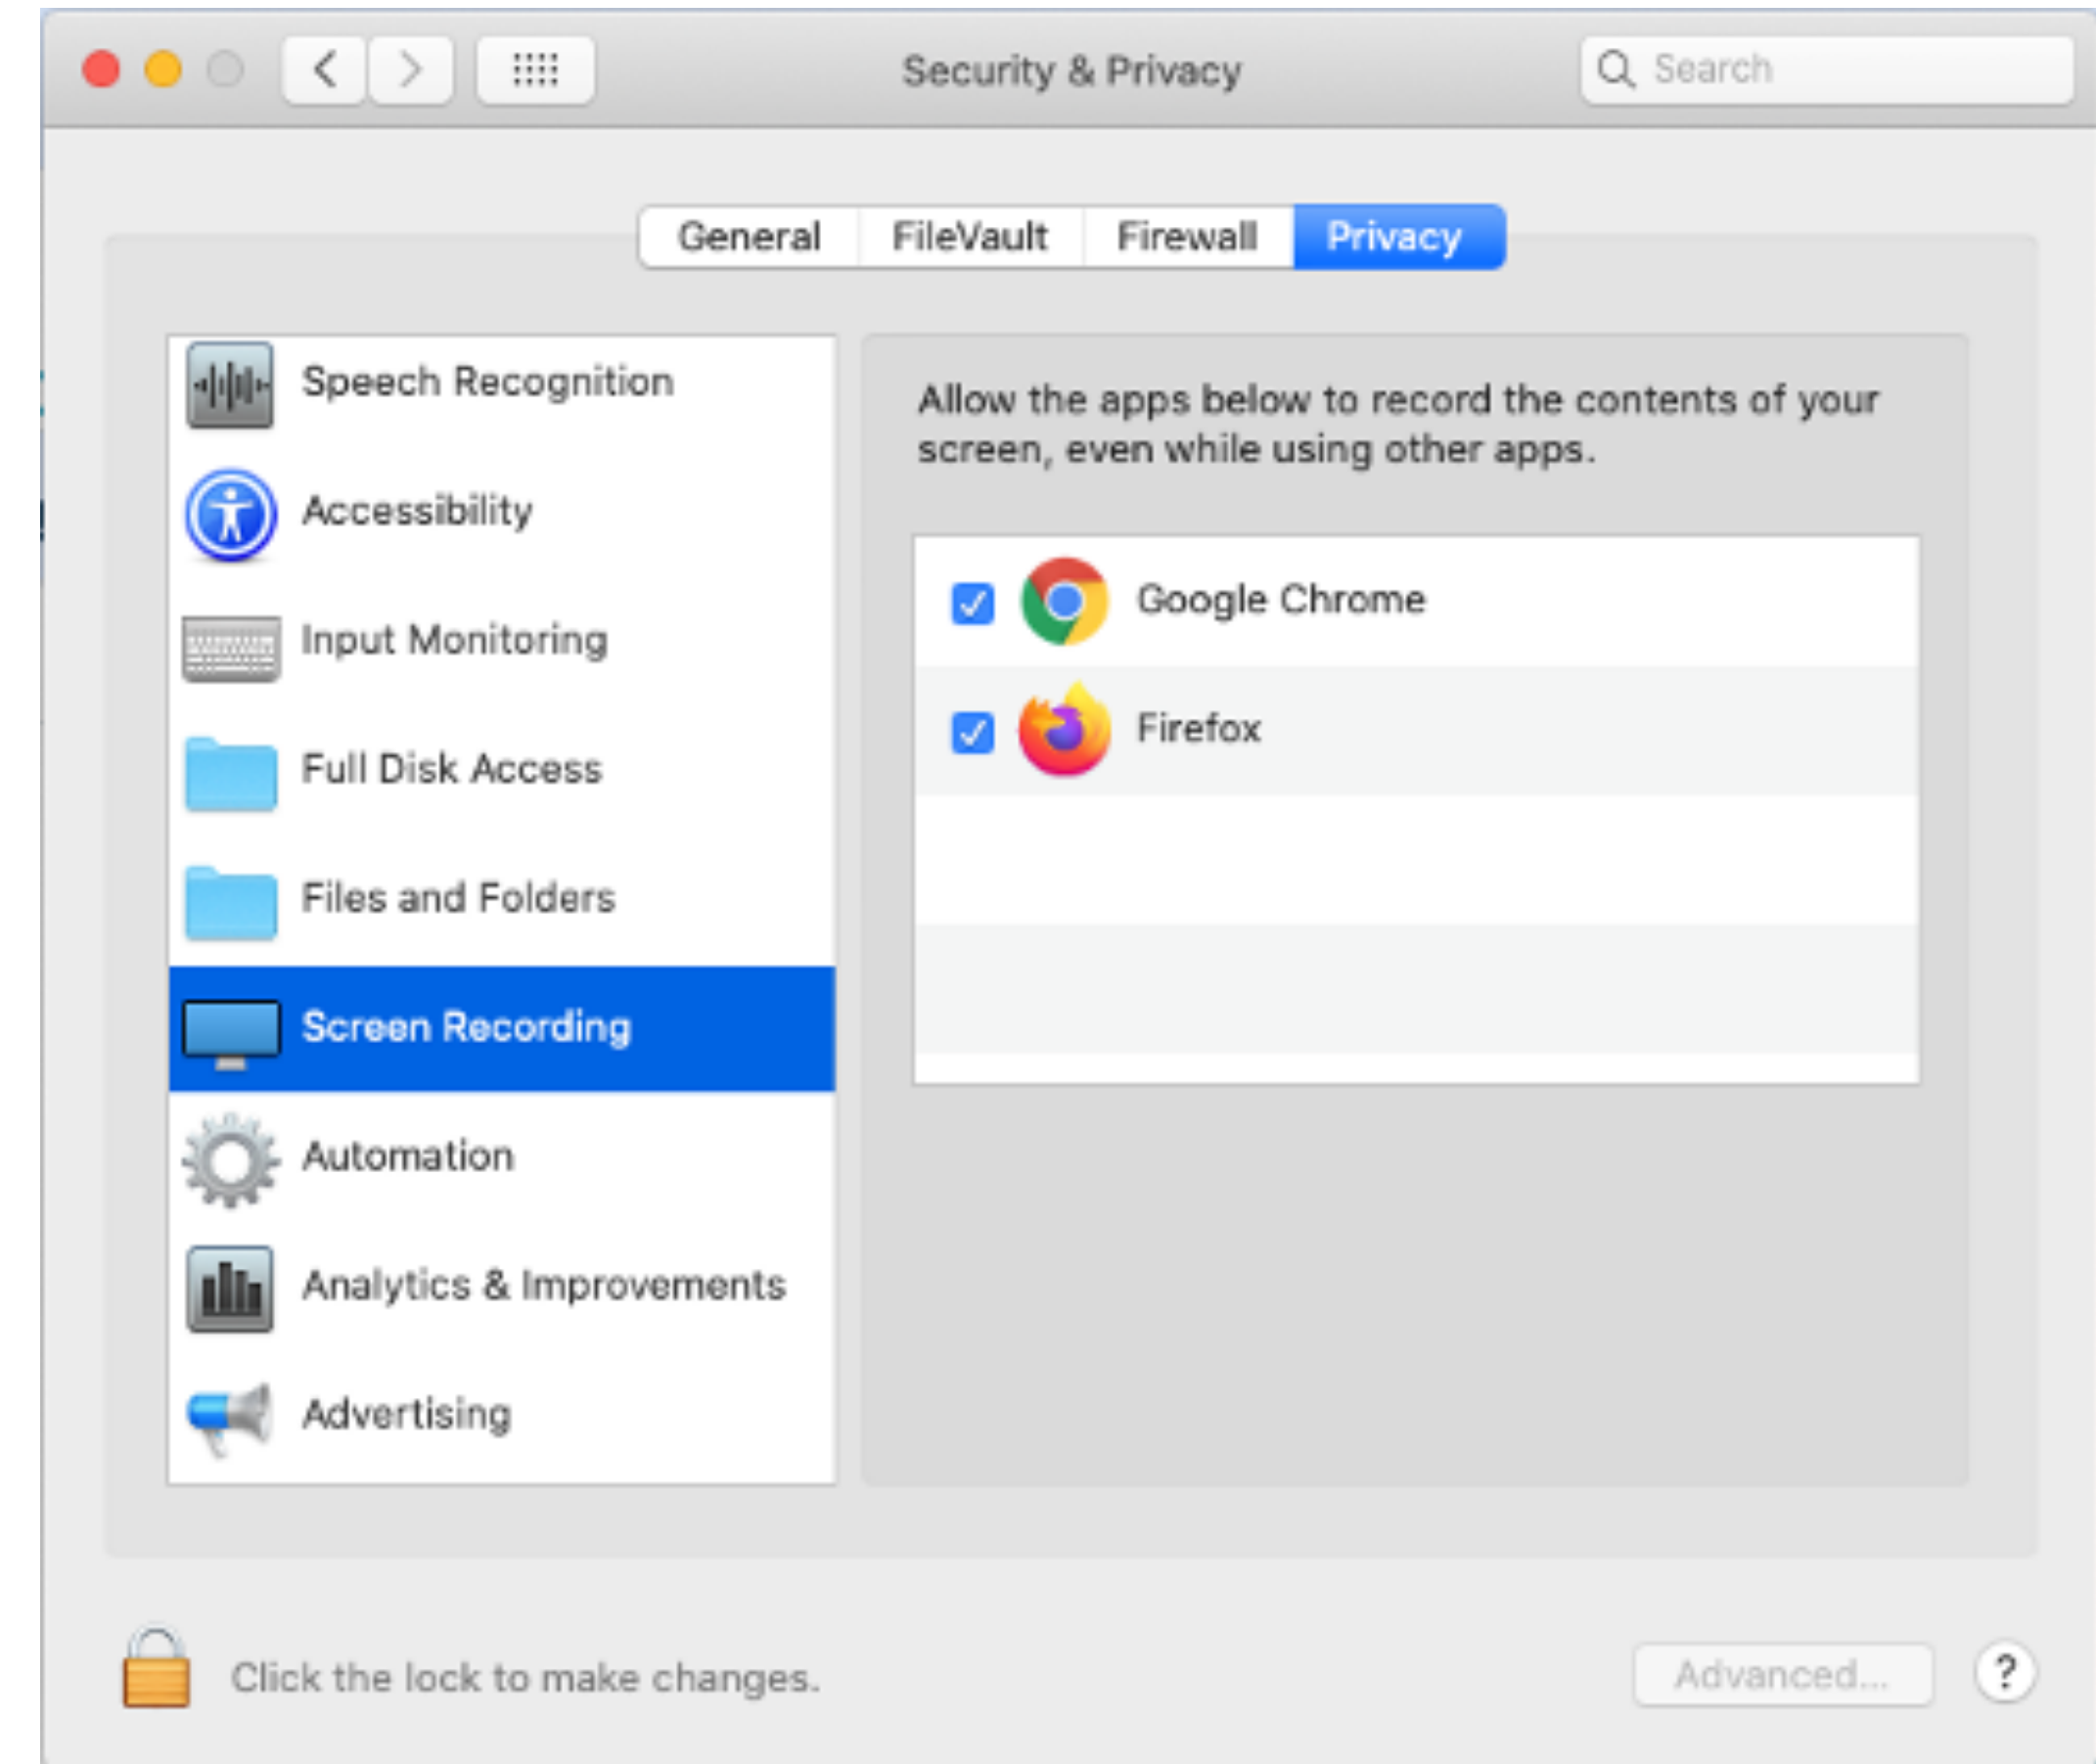 Security & Privacy
Search
General
FileVault
Firewall
Privacy
Speech Recognition
Accessibility
Input Monitoring
Full Disk Access
Files and Folders
Screen Recording
Automation
Analytics & Improvements
Advertising
Allow the apps below to record the contents of your
screen, even while using other apps.
Google Chrome
Firefox
Click the lock to make changes.
Advanced...
?